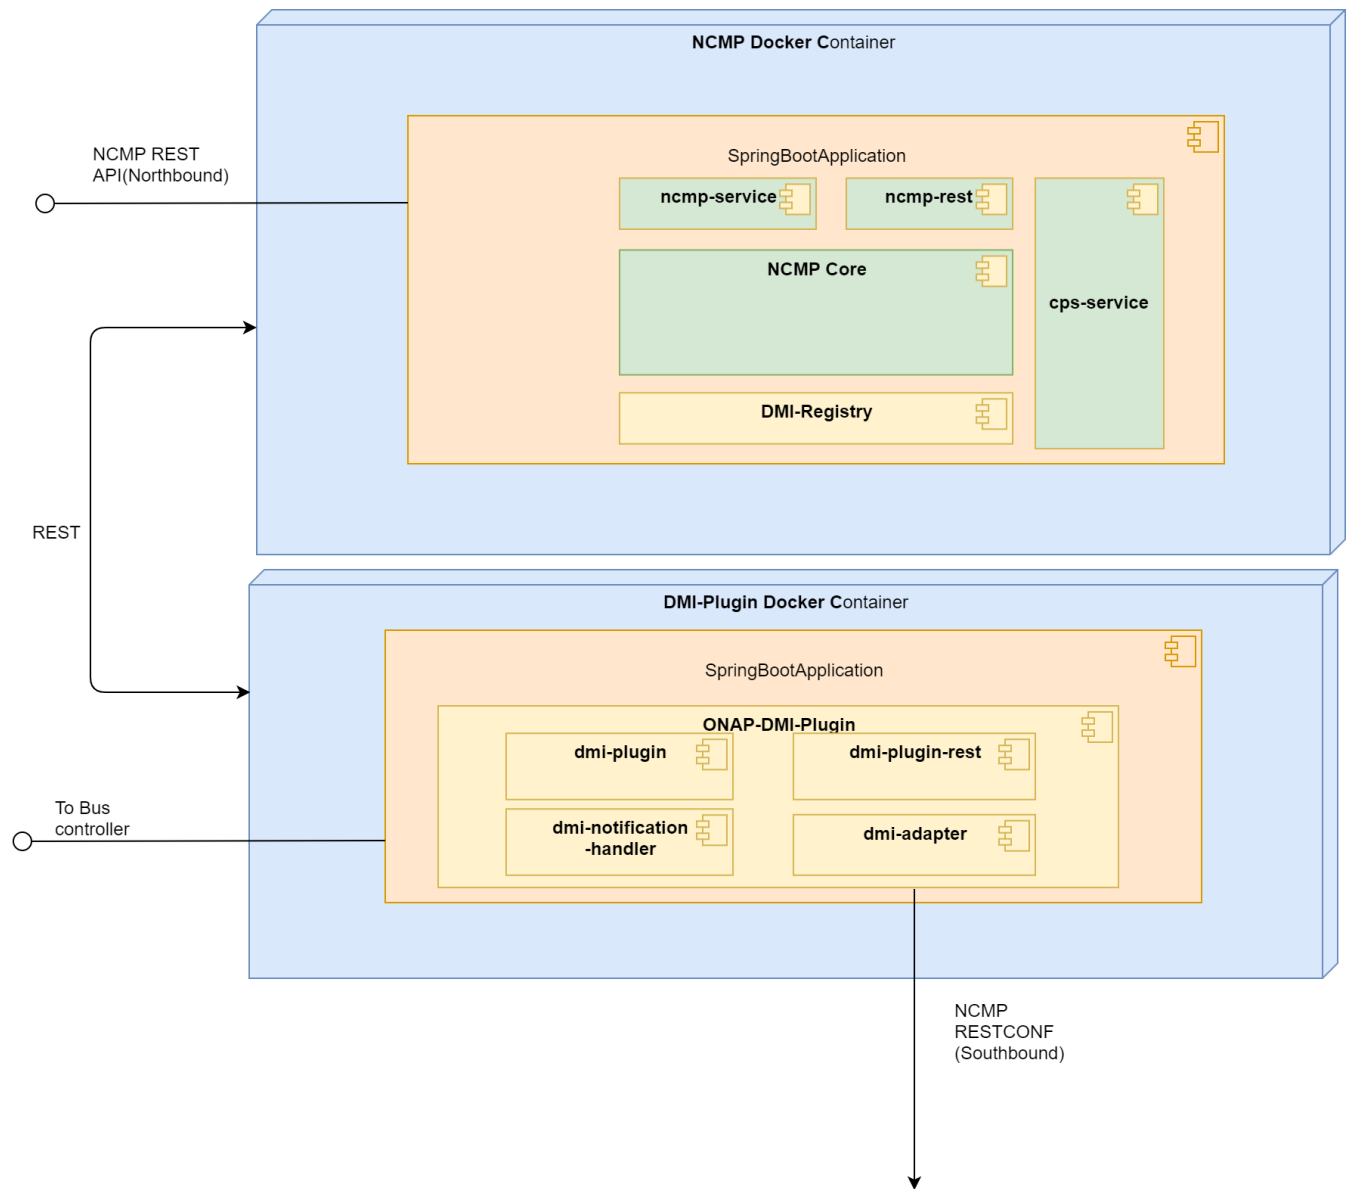 NCMP Docker Container
NCMP REST
API(Northbound)
SpringBootApplication
ncmp-service
ncmp-rest
NCMP Core
cps-service
DMI-Registry
REST
DMI-Plugin Docker Container
SpringBootApplication
ONAP-DMI-Plugin
dmi-plugin
dmi-plugin-rest
To Bus
controller
dmi-notification
-handler
dmi-adapter
NCMP
RESTCONF
(Southbound)